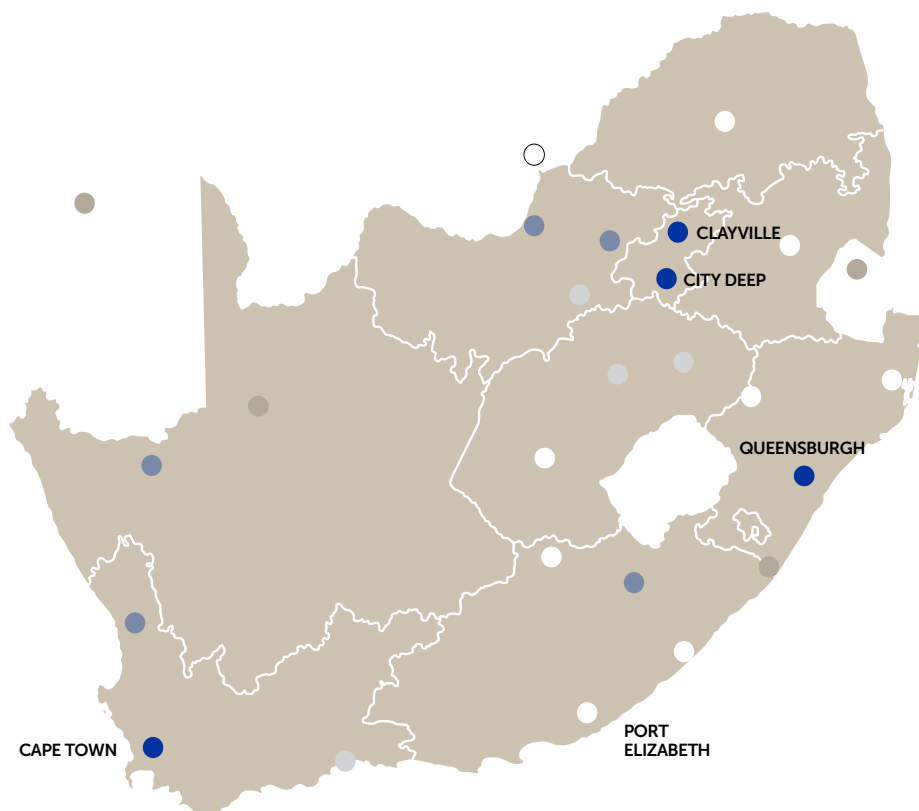 CLAYVILLE
CITY DEEP
QUEENSBURGH
PORT
ELIZABETH
CAPE TOWN